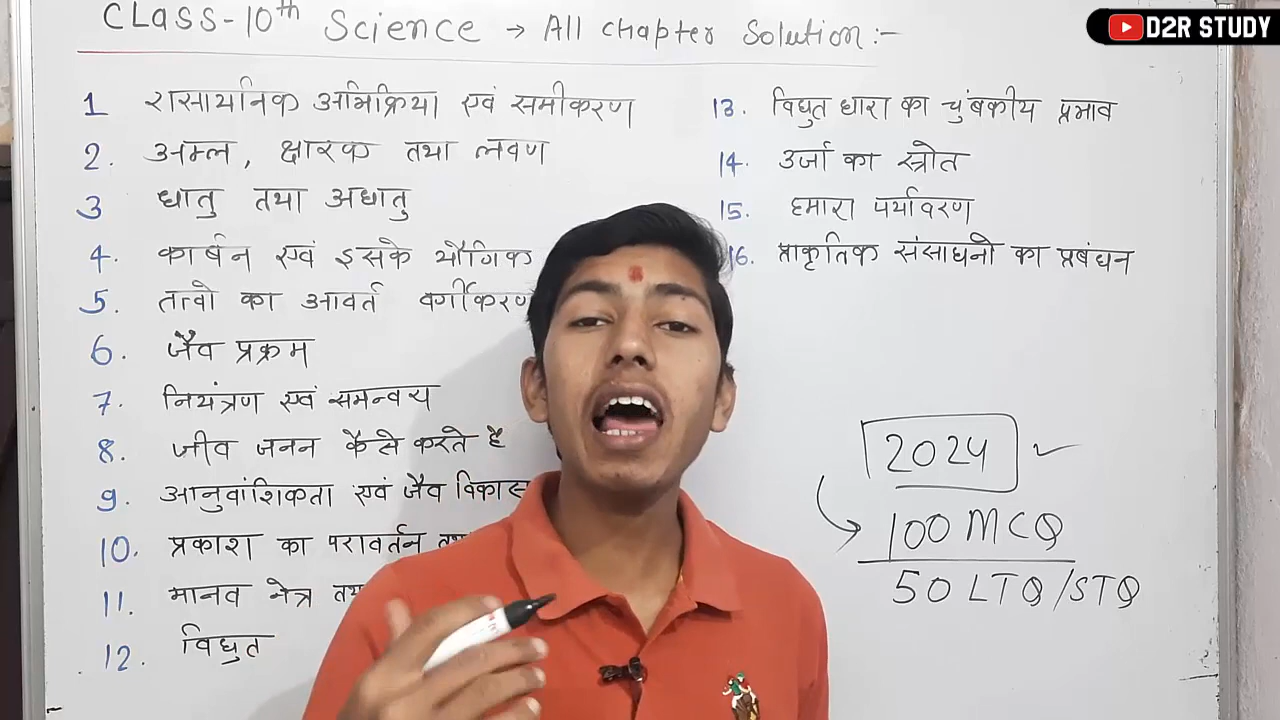 CLASS-10th Science → All Chapter Solution:-
D2R STUDY
1 रासायनिक अभिक्रिया एवं समीकरण
2. अम्ल, क्षारक तथा लवण
3 धातु तथा अधातु
4. कार्बन एवं इसके यौगिक
5. तत्वो का आवर्त वर्गीकरण
6. जैव प्रक्रम
7. नियंत्रण एवं समन्वय
8. जीव जनन कैसे करते है
9. आनुवांशिकता एवं जैव विकास
10. प्रकाश का परावर्तन
11. मानव नेत्र
12. विधुत
13. विधुत धारा का चुंबकीय प्रभाव
14. उर्जा का स्रोत
15. हमारा पर्यावरण
16. प्राकृतिक संसाधनो का प्रबंधन
2024
100 MCQ
50 LTQ/STQ